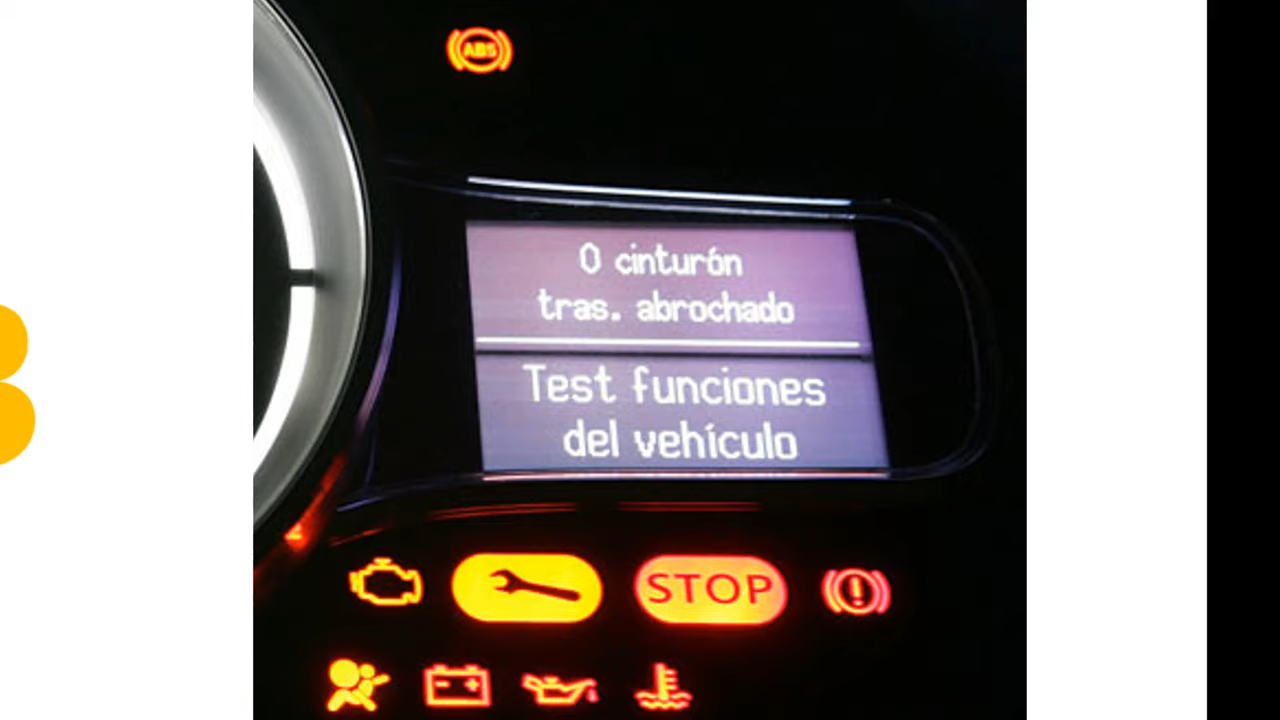 ABS
0 cinturón
tras. abrochado
Test funciones
del vehículo
STOP